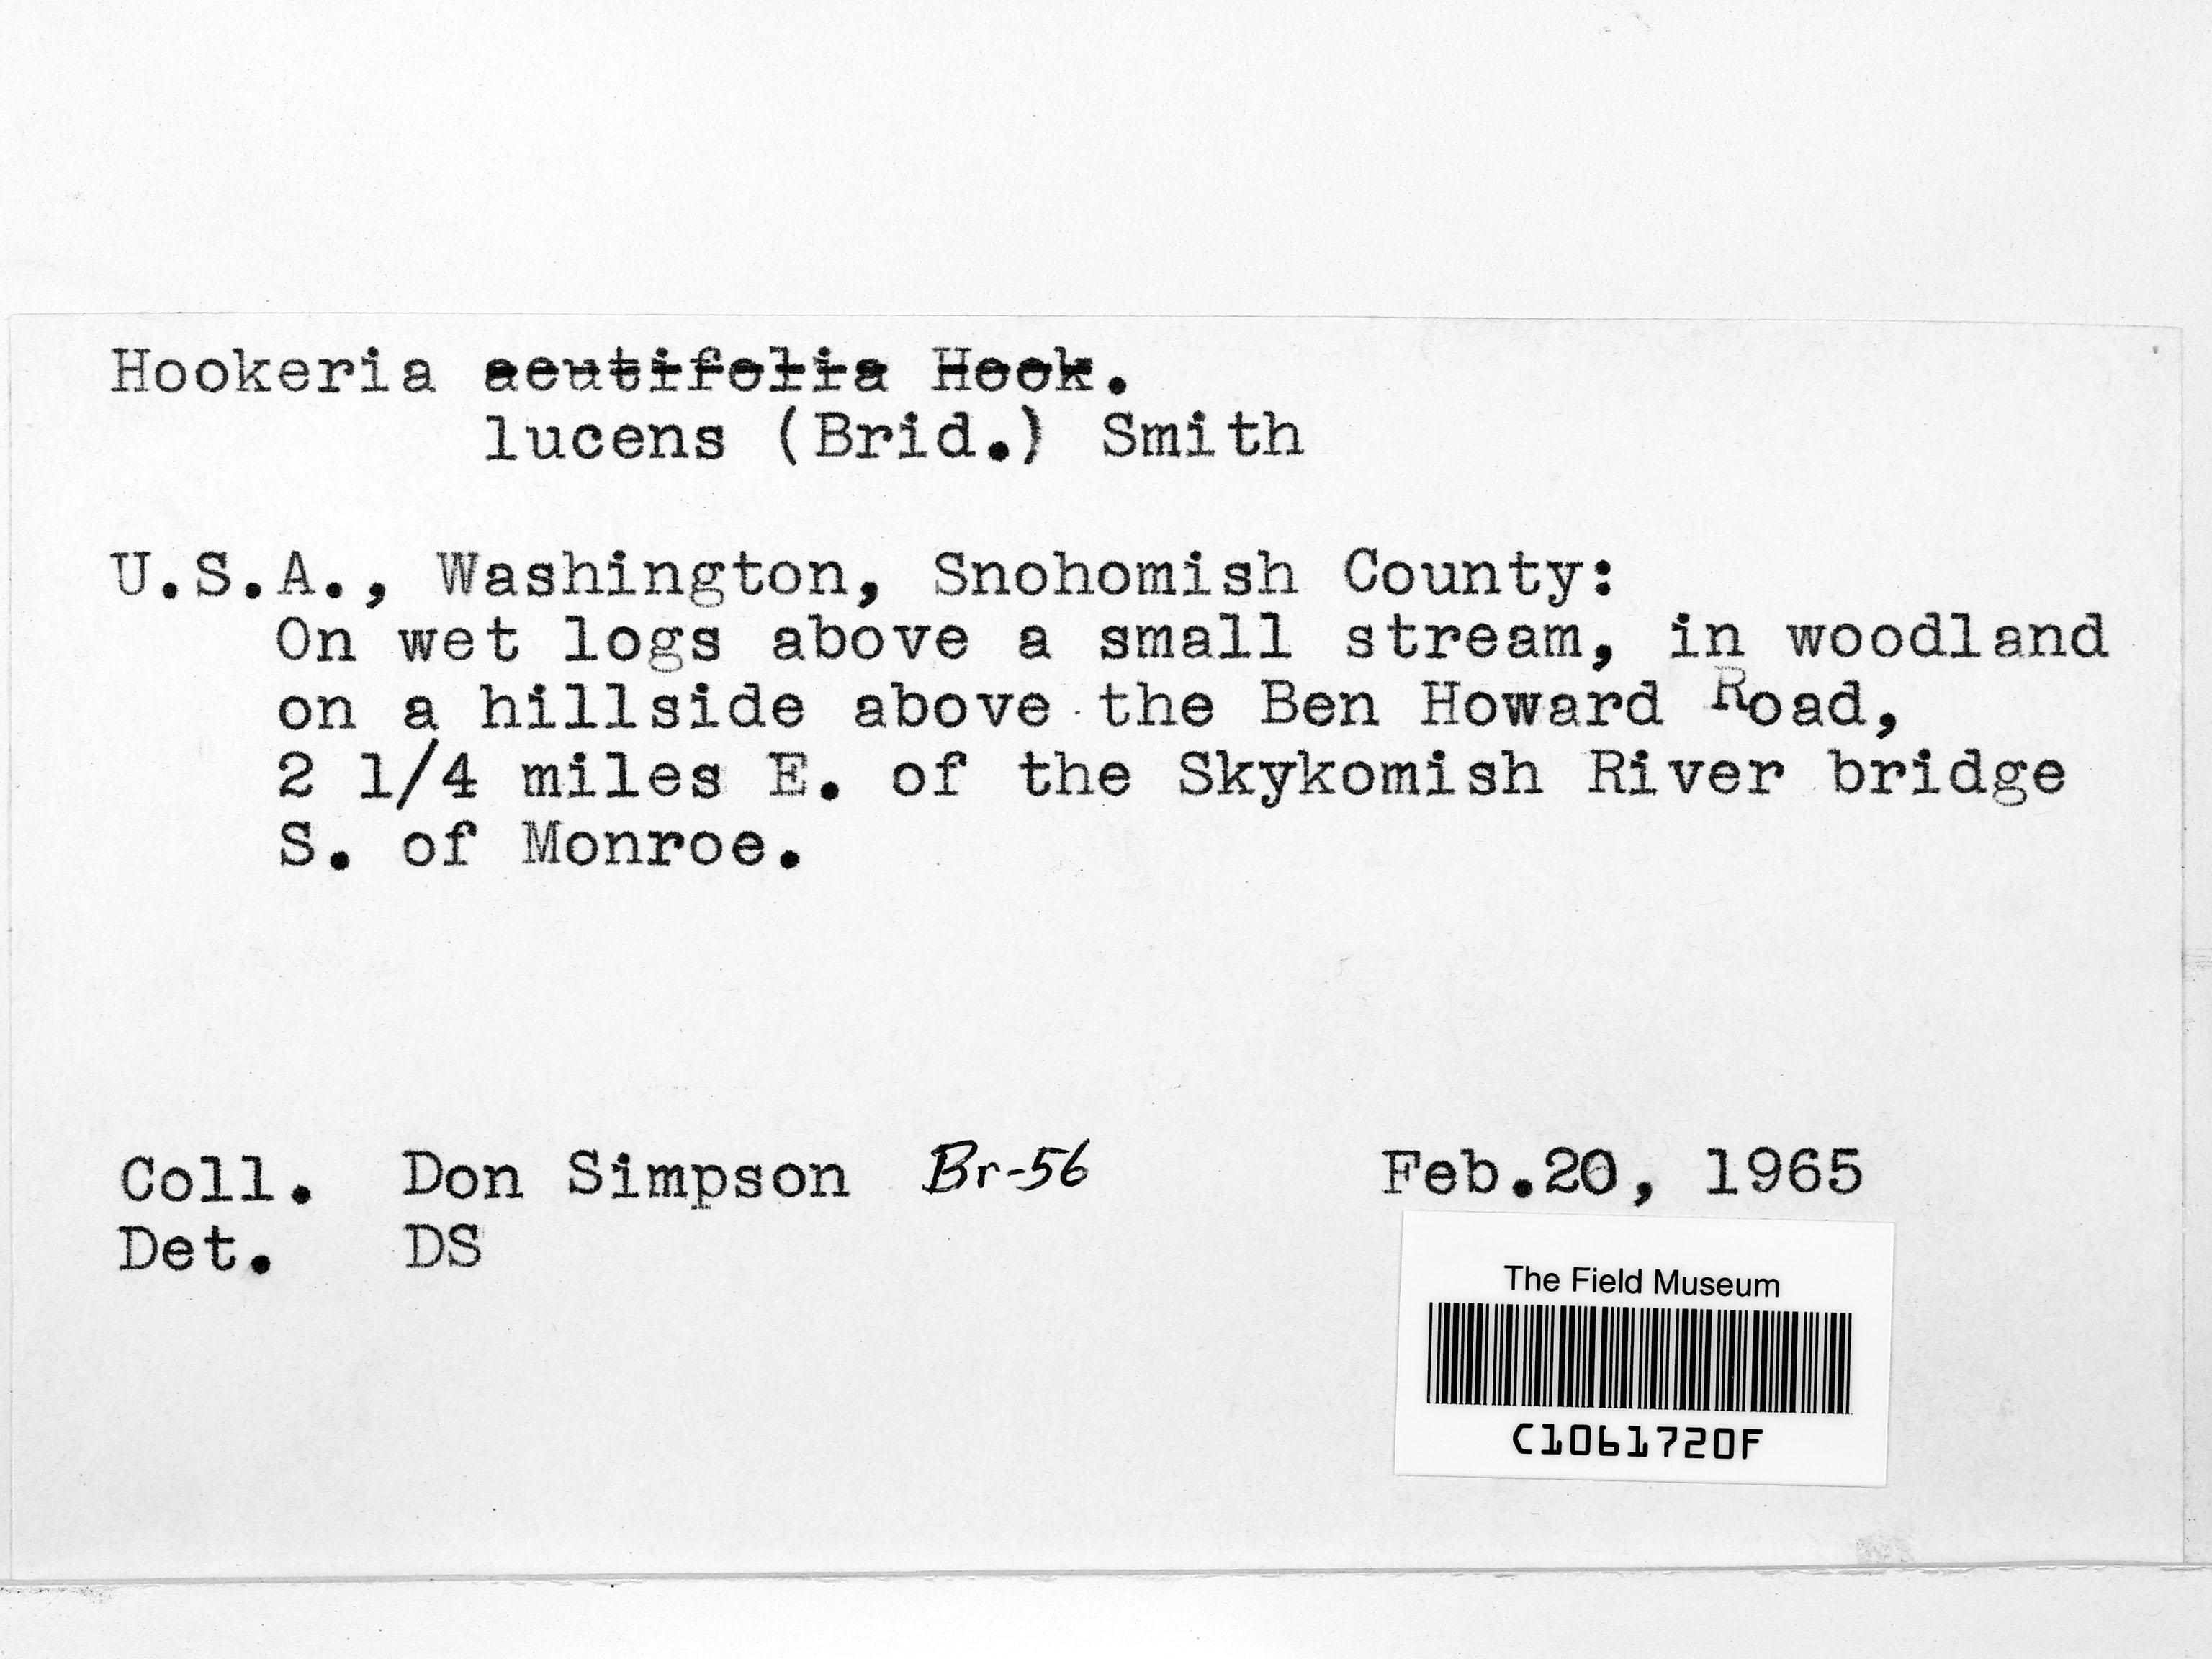 Hookeria acutifolia Hook.
lucens (Brid.) Smith
U.S.A., Washington, Snohomish County:
On wet logs above a small stream, in woodland
on a hillside above the Ben Howard Road,
2 1/4 miles E. of the Skykomish River bridge
S. of Monroe.
Coll. Don Simpson Br-56 Feb.20, 1965
Det. DS
The Field Museum
C1061720F